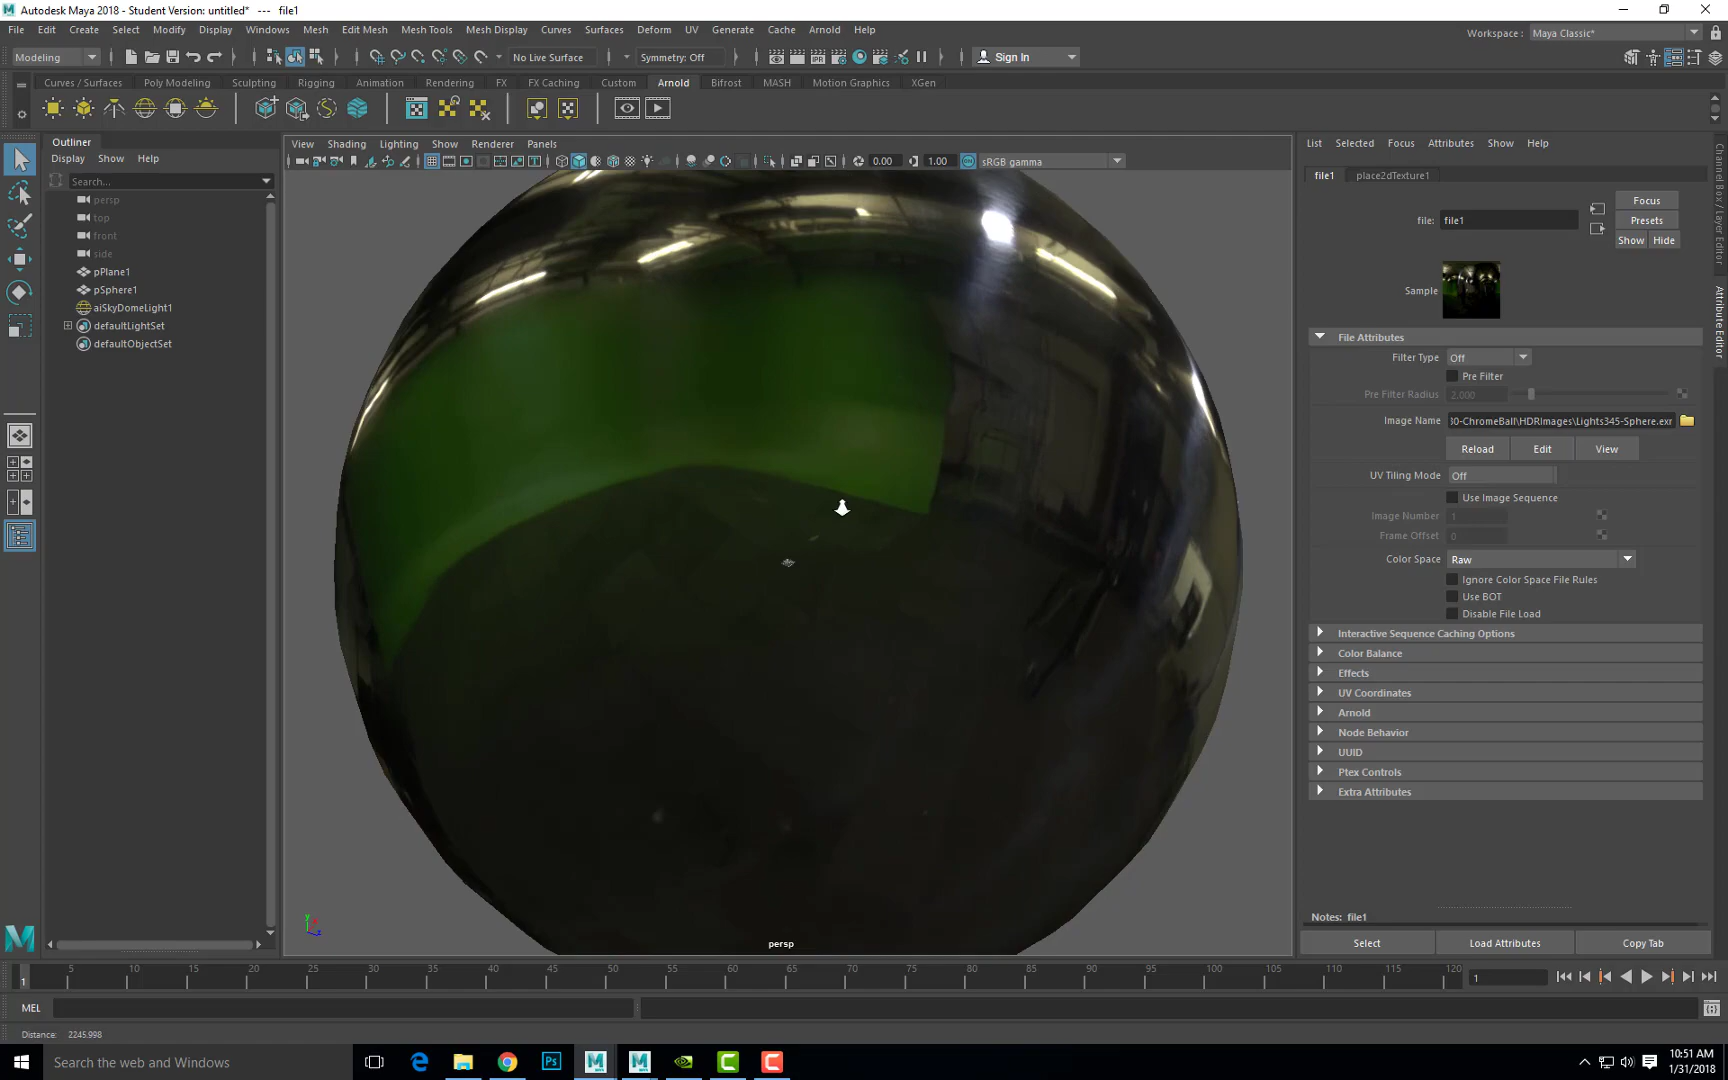 Autodesk Maya 2018 - Student Version: untitled* --- file1
File Edit Create Select Modify Display Windows Mesh Edit Mesh Mesh Tools Mesh Display Curves Surfaces Deform UV Generate Cache Arnold Help
Workspace : Maya Classic*
Modeling No Live Surface Symmetry: Off Sign In
Curves / Surfaces Poly Modeling Sculpting Rigging Animation Rendering FX FX Caching Custom Arnold Bifrost MASH Motion Graphics XGen
Outliner
Display Show Help
Search...
persp
top
front
side
pPlane1
pSphere1
aiSkyDomeLight1
defaultLightSet
defaultObjectSet
View Shading Lighting Show Renderer Panels
0.00 1.00 sRGB gamma
persp
List Selected Focus Attributes Show Help
file1 place2dTexture1
file: file1
Focus
Presets
Show Hide
Sample
File Attributes
Filter Type Off
Pre Filter
Pre Filter Radius 2.000
Image Name 30-ChromeBall\HDRImages\Lights345-Sphere.exr
Reload Edit View
UV Tiling Mode Off
Use Image Sequence
Image Number 1
Frame Offset 0
Color Space Raw
Ignore Color Space File Rules
Use BOT
Disable File Load
Interactive Sequence Caching Options
Color Balance
Effects
UV Coordinates
Arnold
Node Behavior
UUID
Ptex Controls
Extra Attributes
Notes: file1
Select Load Attributes Copy Tab
Channel Box / Layer Editor
Attribute Editor
1 5 10 15 20 25 30 35 40 45 50 55 60 65 70 75 80 85 90 95 100 105 110 115 120
1
MEL
Distance: 2245.998
Search the web and Windows
10:51 AM
1/31/2018